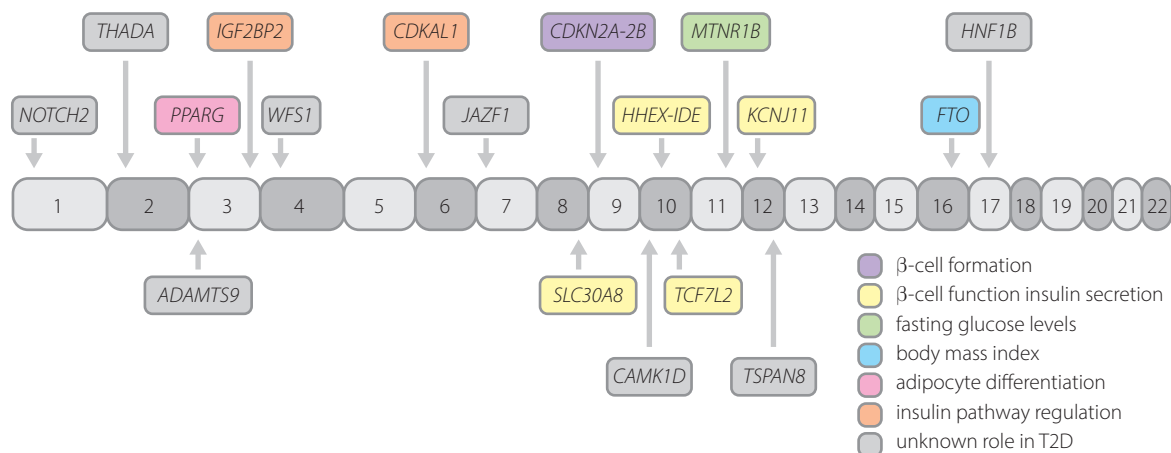 THADA IGF2BP2 CDKAL1 CDKN2A-2B MTNR1B HNF1B
NOTCH2 PPARG WFS1 JAZF1 HHEX-IDE KCNJ11 FTO
1 2 3 4 5 6 7 8 9 10 11 12 13 14 15 16 17 18 19 20 21 22
ADAMTS9 SLC30A8 TCF7L2
CAMK1D TSPAN8
β-cell formation
β-cell function insulin secretion
fasting glucose levels
body mass index
adipocyte differentiation
insulin pathway regulation
unknown role in T2D